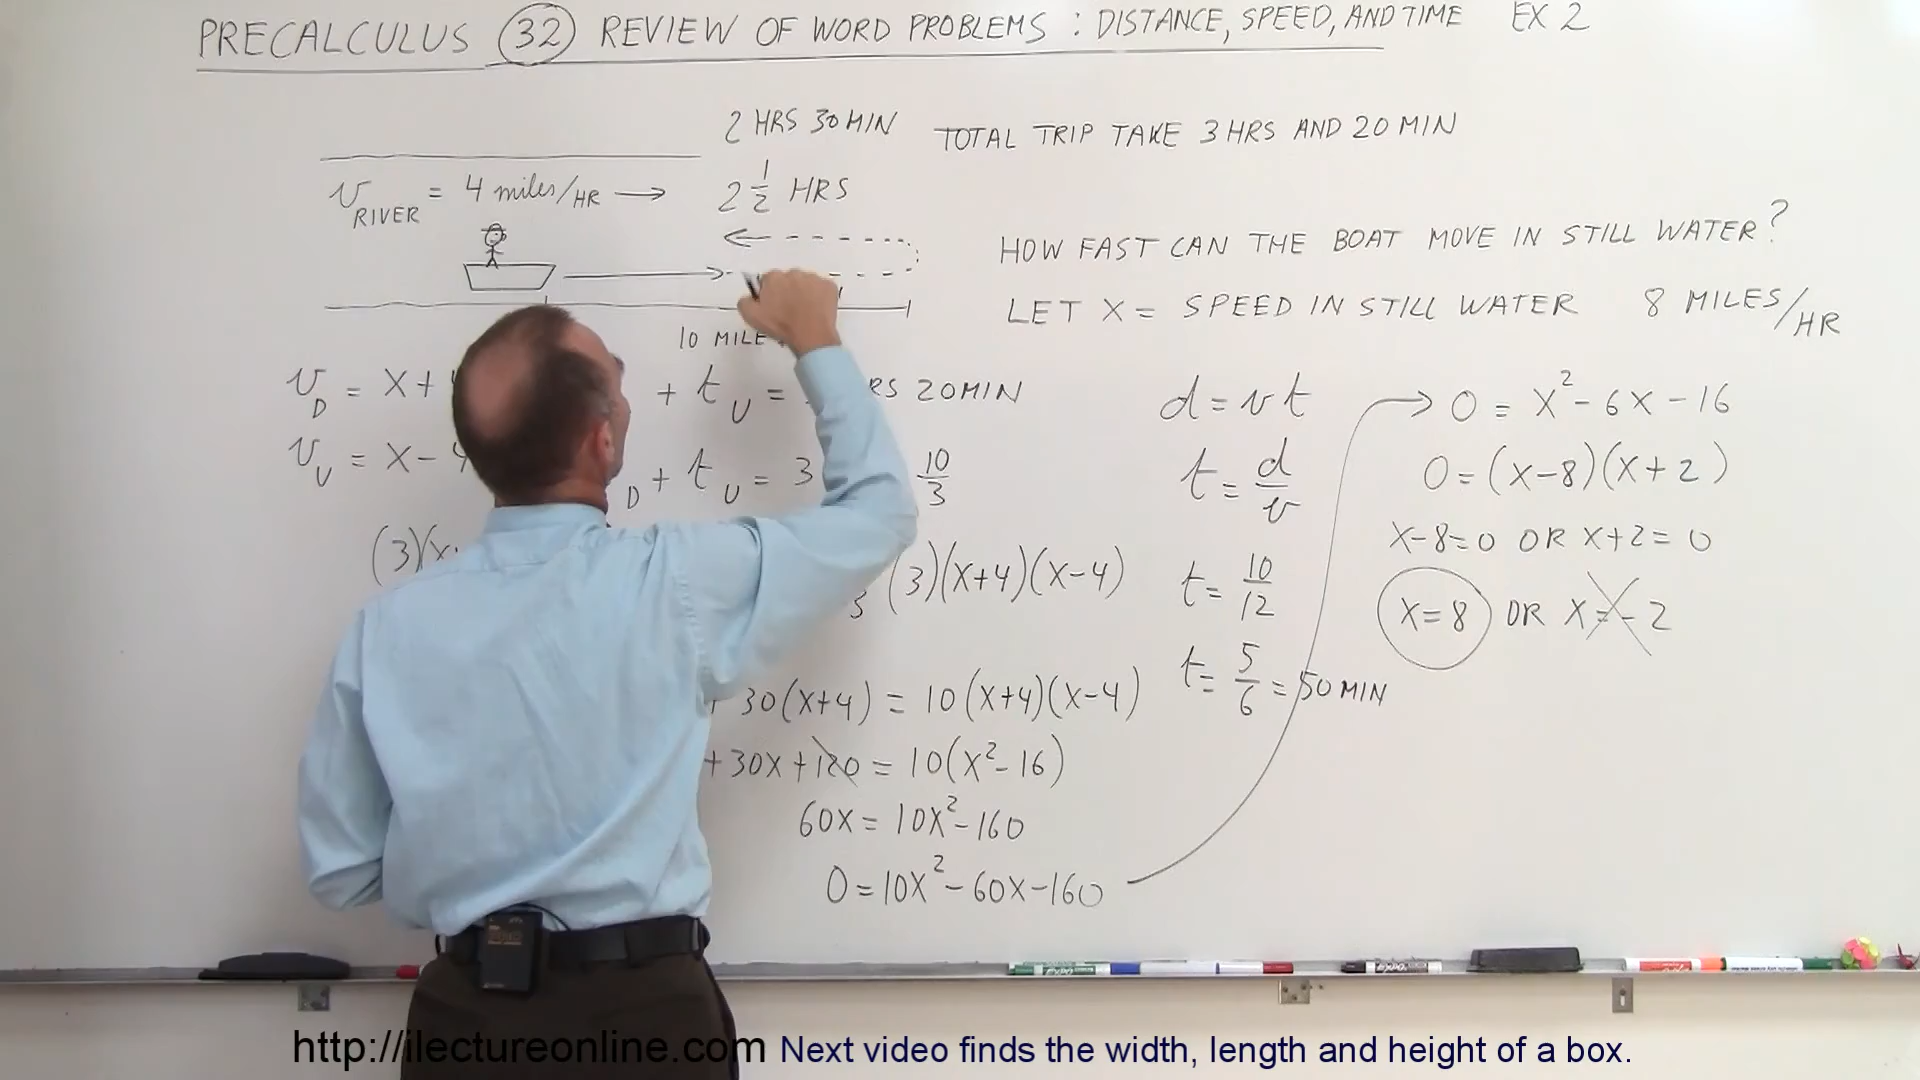 PRECALCULUS (32) REVIEW OF WORD PROBLEMS : DISTANCE, SPEED, AND TIME EX 2
2 HRS 30 MIN TOTAL TRIP TAKE 3 HRS AND 20 MIN
v RIVER = 4 miles/HR → 2 1/2 HRS
HOW FAST CAN THE BOAT MOVE IN STILL WATER?
LET X = SPEED IN STILL WATER 8 MILES/HR
10 MILE
v_D = X+
+ t_U = RS 20 MIN
v_U = X - 4
D + t_U = 3 10/3
(3)(X
3 (3)(X+4)(X-4)
+ 30(X+4) = 10(X+4)(X-4)
+ 30X + 120 = 10(X² - 16)
60X = 10X² - 160
0 = 10X² - 60X - 160
d = vt
t = d/v
t = 10/12
t = 5/6 = 50 MIN
→ 0 = X² - 6X - 16
0 = (X-8)(X+2)
X-8=0 OR X+2=0
X=8 OR X=-2
http://ilectureonline.com Next video finds the width, length and height of a box.